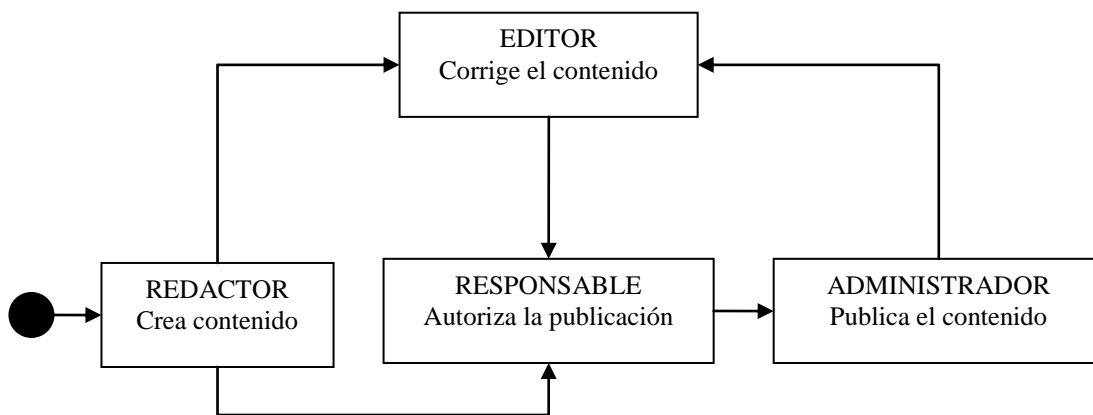 EDITOR
Corrige el contenido
REDACTOR
Crea contenido
RESPONSABLE
Autoriza la publicación
ADMINISTRADOR
Publica el contenido